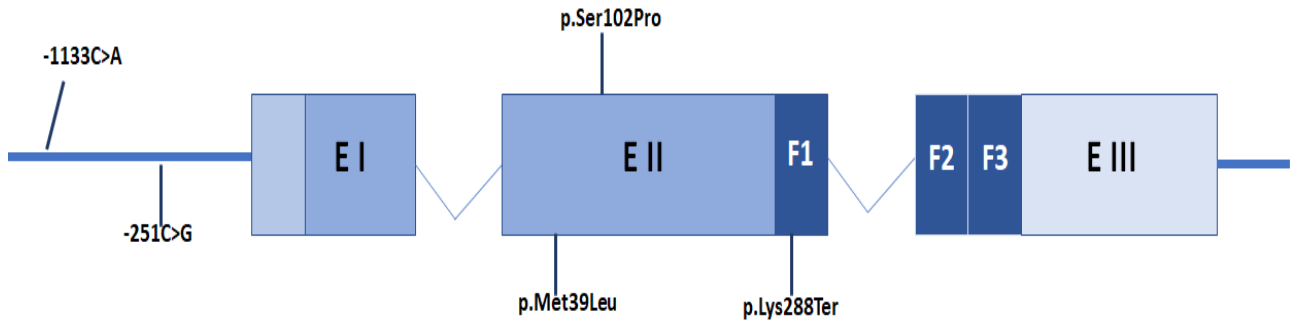 p.Ser102Pro
-1133C>A
E I
E II
F1
F2
F3
E III
-251C>G
p.Met39Leu
p.Lys288Ter